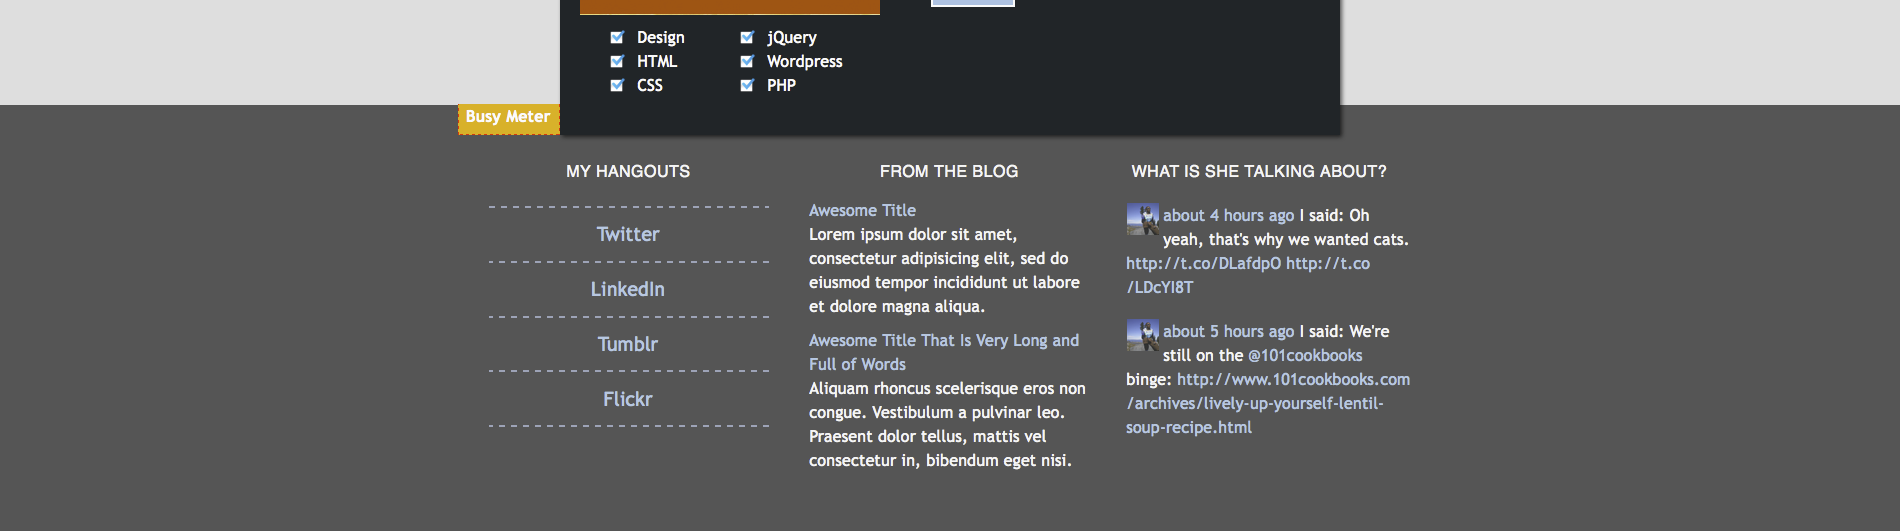 Design
HTML
CSS
jQuery
Wordpress
PHP
Busy Meter
MY HANGOUTS
Twitter
LinkedIn
Tumblr
Flickr
FROM THE BLOG
Awesome Title
Lorem ipsum dolor sit amet,
consectetur adipisicing elit, sed do
eiusmod tempor incididunt ut labore
et dolore magna aliqua.
Awesome Title That Is Very Long and
Full of Words
Aliquam rhoncus scelerisque eros non
congue. Vestibulum a pulvinar leo.
Praesent dolor tellus, mattis vel
consectetur in, bibendum eget nisi.
WHAT IS SHE TALKING ABOUT?
about 4 hours ago I said: Oh
yeah, that's why we wanted cats.
http://t.co/DLafdpO http://t.co
/LDcYI8T
about 5 hours ago I said: We're
still on the @101cookbooks
binge: http://www.101cookbooks.com
/archives/lively-up-yourself-lentil-
soup-recipe.html